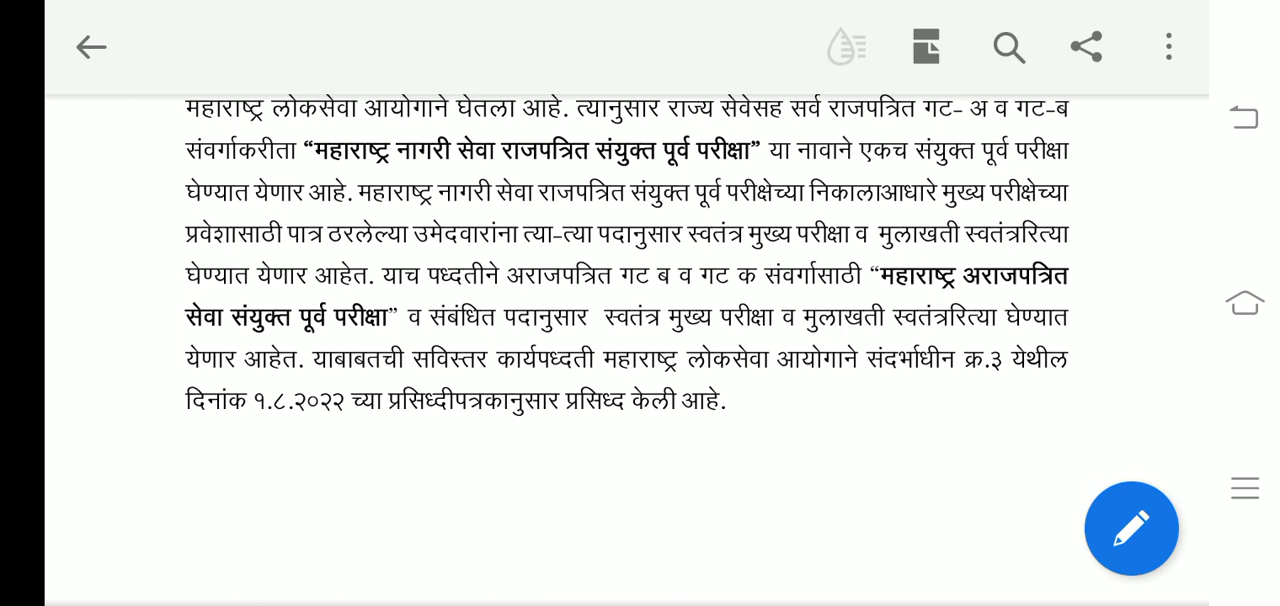 महाराष्ट्र लोकसेवा आयोगाने घेतला आहे. त्यानुसार राज्य सेवेसह सर्व राजपत्रित गट- अ व गट-ब
संवर्गाकरीता “महाराष्ट्र नागरी सेवा राजपत्रित संयुक्त पूर्व परीक्षा” या नावाने एकच संयुक्त पूर्व परीक्षा
घेण्यात येणार आहे. महाराष्ट्र नागरी सेवा राजपत्रित संयुक्त पूर्व परीक्षेच्या निकालाआधारे मुख्य परीक्षेच्या
प्रवेशासाठी पात्र ठरलेल्या उमेदवारांना त्या-त्या पदानुसार स्वतंत्र मुख्य परीक्षा व मुलाखती स्वतंत्ररित्या
घेण्यात येणार आहेत. याच पध्दतीने अराजपत्रित गट ब व गट क संवर्गासाठी “महाराष्ट्र अराजपत्रित
सेवा संयुक्त पूर्व परीक्षा” व संबंधित पदानुसार स्वतंत्र मुख्य परीक्षा व मुलाखती स्वतंत्ररित्या घेण्यात
येणार आहेत. याबाबतची सविस्तर कार्यपध्दती महाराष्ट्र लोकसेवा आयोगाने संदर्भाधीन क्र.३ येथील
दिनांक १.८.२०२२ च्या प्रसिध्दीपत्रकानुसार प्रसिध्द केली आहे.